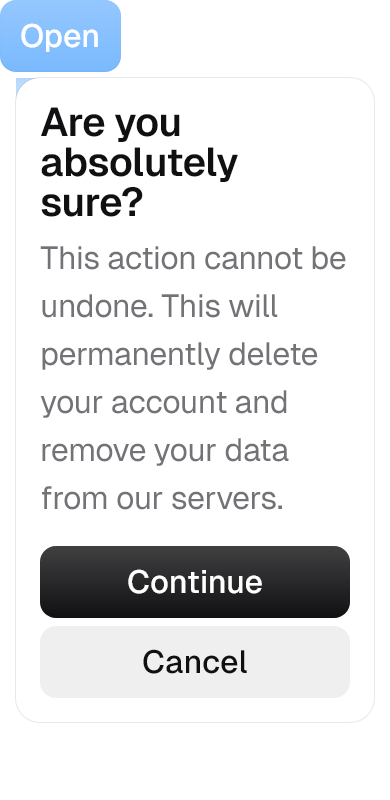 Open
Are you
absolutely
sure?
This action cannot be
undone. This will
permanently delete
your account and
remove your data
from our servers.
Continue
Cancel